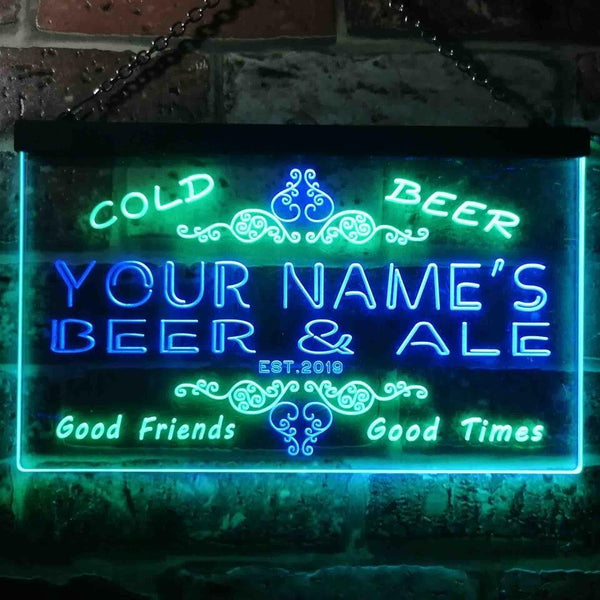 COLD BEER
YOUR NAME'S
BEER & ALE
EST.2019
Good Friends Good Times